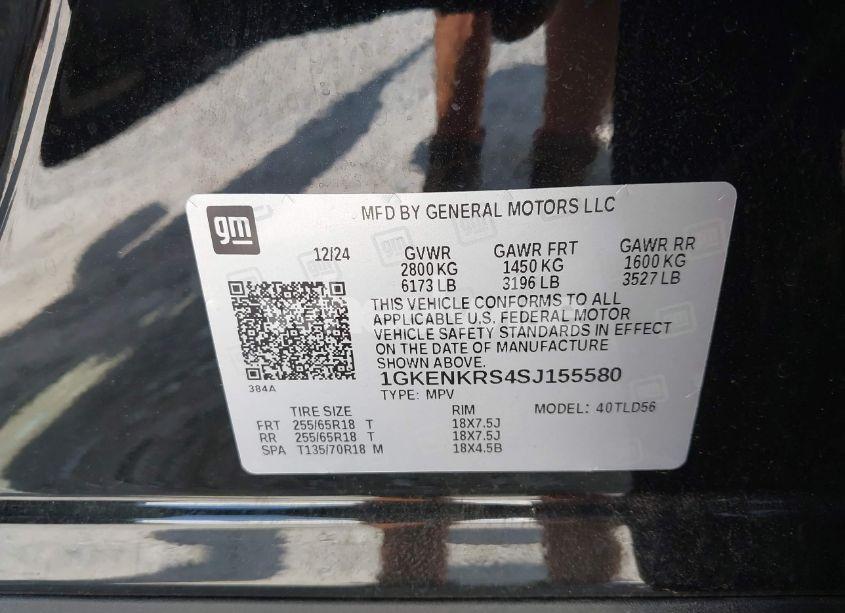 gm
MFD BY GENERAL MOTORS LLC
12/24
GVWR
2800 KG
6173 LB
GAWR FRT
1450 KG
3196 LB
GAWR RR
1600 KG
3527 LB
THIS VEHICLE CONFORMS TO ALL
APPLICABLE U.S. FEDERAL MOTOR
VEHICLE SAFETY STANDARDS IN EFFECT
ON THE DATE OF MANUFACTURE
SHOWN ABOVE.
384A
1GKENKRS4SJ155580
TYPE: MPV
MODEL: 40TLD56
TIRE SIZE RIM
FRT 255/65R18 T 18X7.5J
RR 255/65R18 T 18X7.5J
SPA T135/70R18 M 18X4.5B